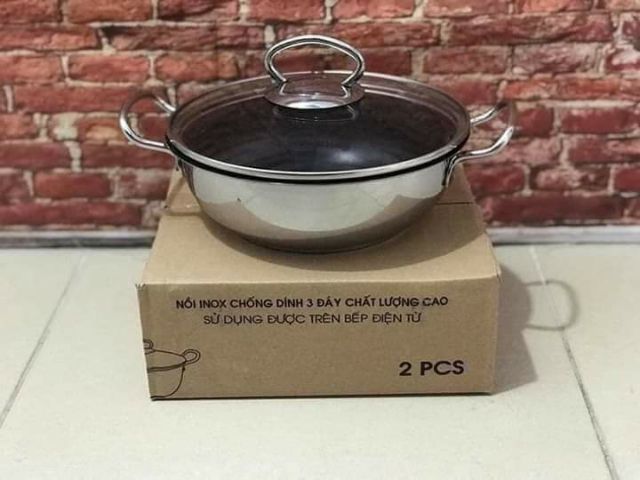 NỒI INOX CHỐNG DÍNH 3 ĐÁY CHẤT LƯỢNG CAO
SỬ DỤNG ĐƯỢC TRÊN BẾP ĐIỆN TỪ
2 PCS